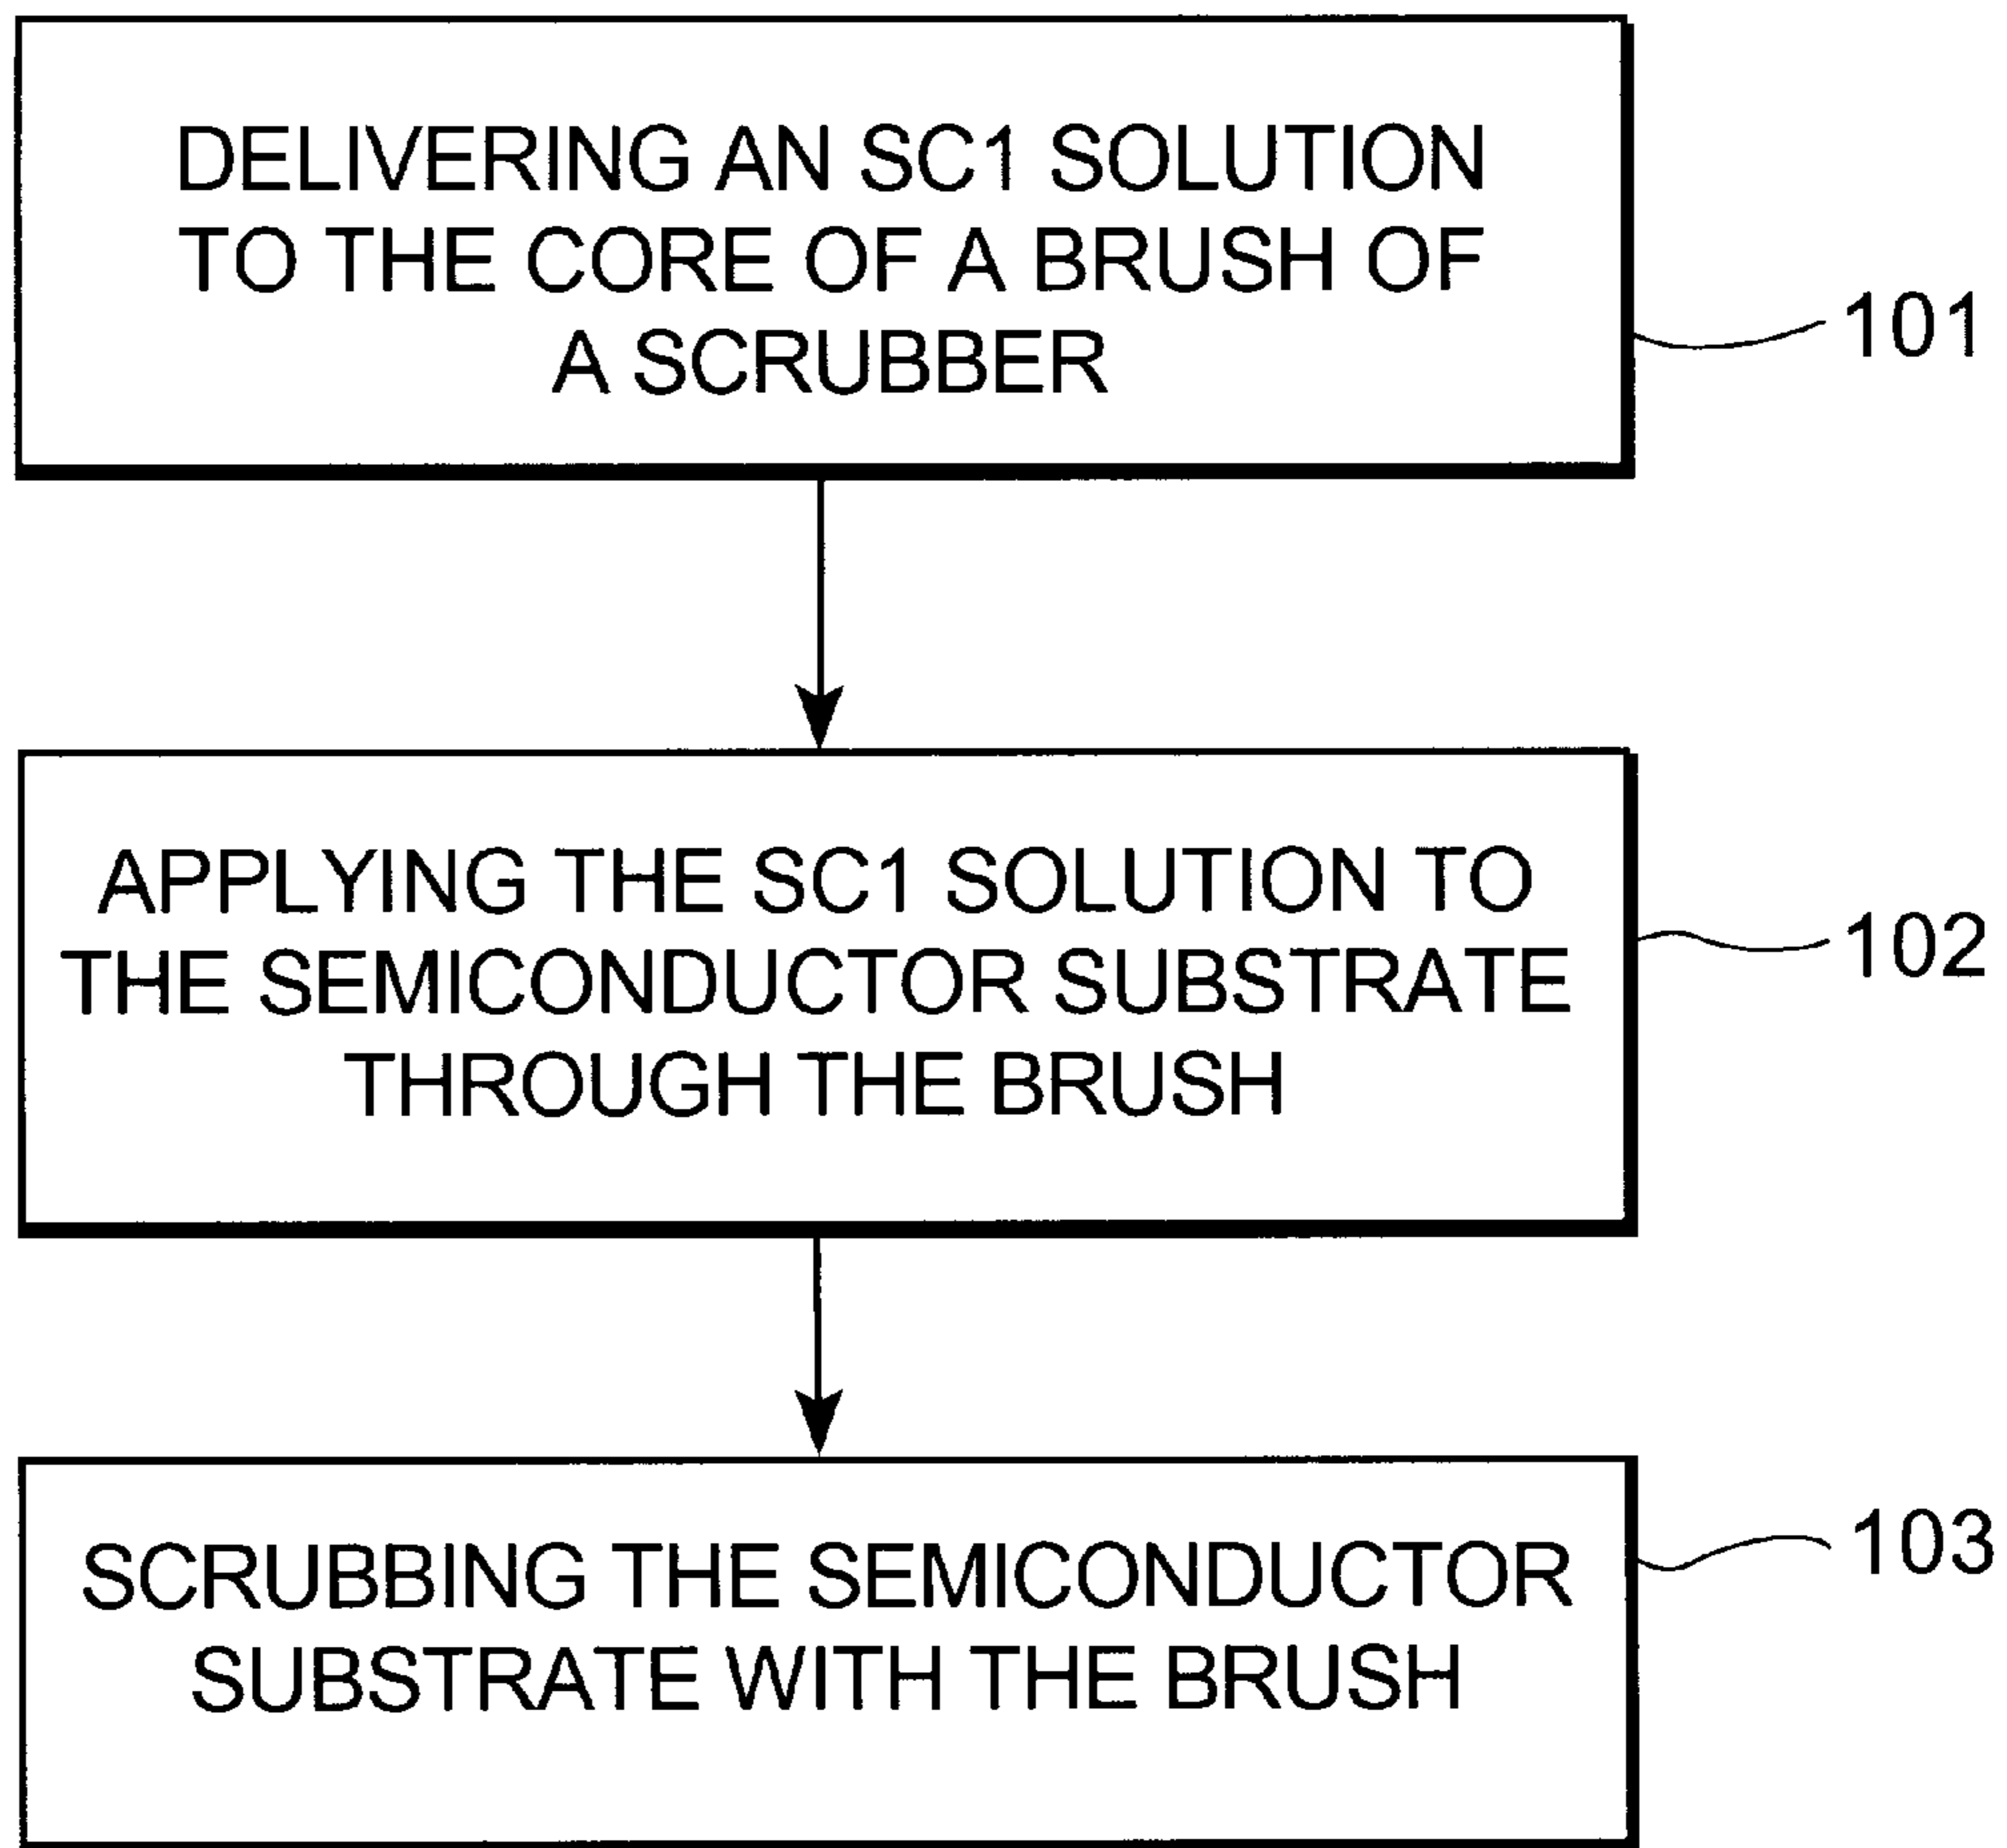 DELIVERING AN SC1 SOLUTION
TO THE CORE OF A BRUSH OF
A SCRUBBER
101
APPLYING THE SC1 SOLUTION TO
THE SEMICONDUCTOR SUBSTRATE
THROUGH THE BRUSH
102
SCRUBBING THE SEMICONDUCTOR
SUBSTRATE WITH THE BRUSH
103